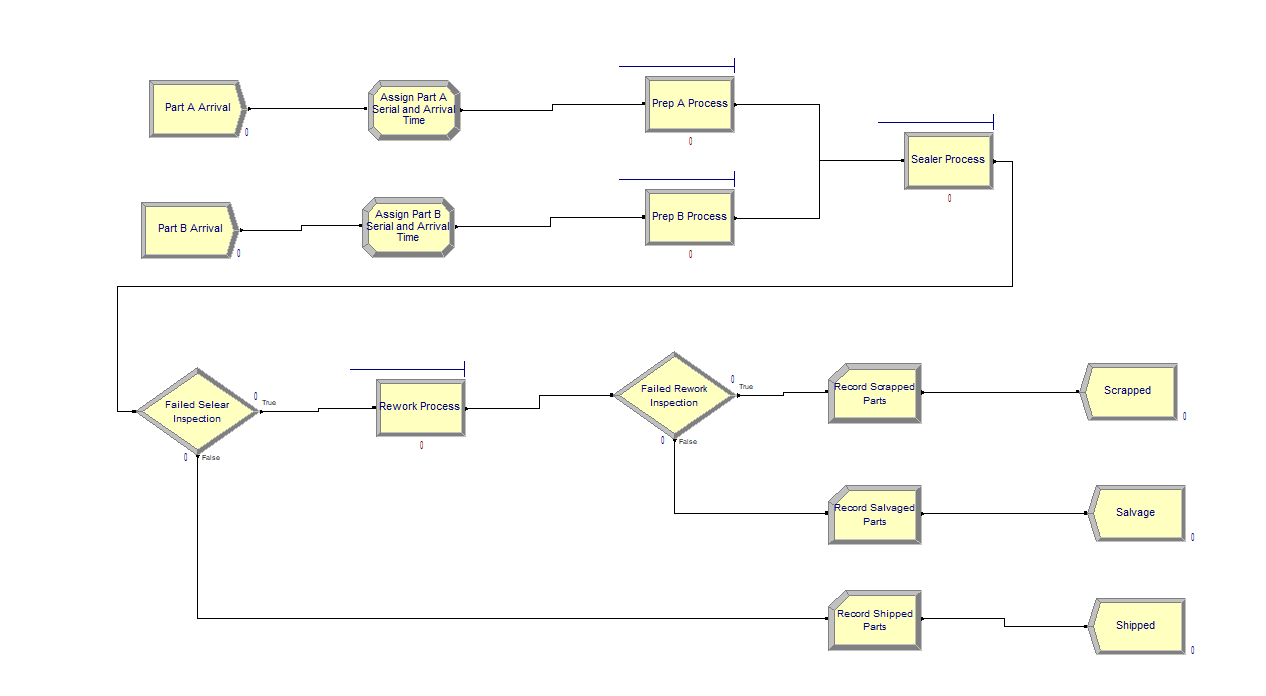 Part A Arrival
0
Assign Part A
Serial and Arrival
Time
Prep A Process
0
Sealer Process
0
Part B Arrival
0
Assign Part B
Serial and Arrival
Time
Prep B Process
0
Failed Selear
Inspection
0
True
0
False
Rework Process
0
Failed Rework
Inspection
0
True
0
False
Record Scrapped
Parts
Scrapped
0
Record Salvaged
Parts
Salvage
0
Record Shipped
Parts
Shipped
0